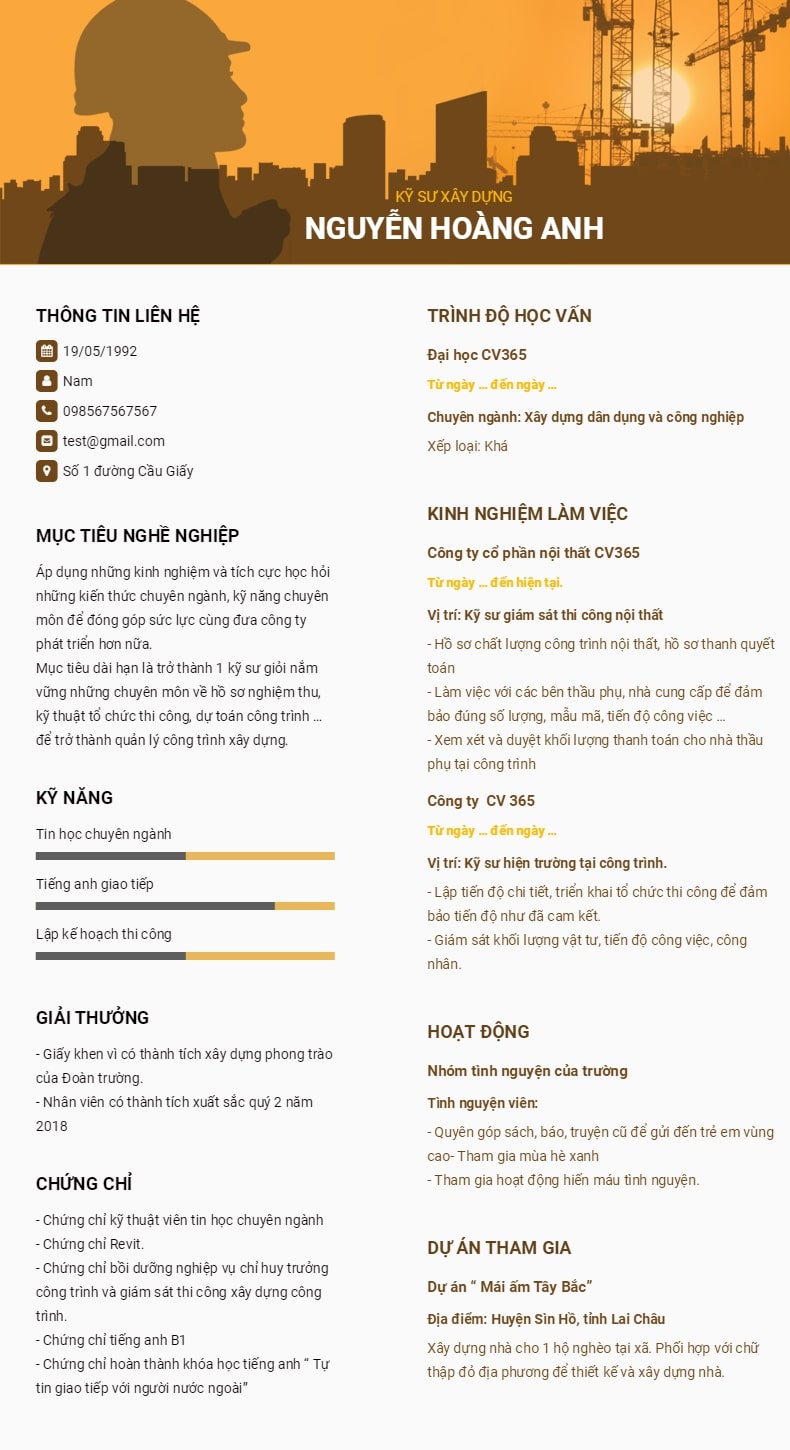 KỸ SƯ XÂY DỰNG
NGUYỄN HOÀNG ANH
THÔNG TIN LIÊN HỆ
19/05/1992
Nam
098567567567
test@gmail.com
Số 1 đường Cầu Giấy
MỤC TIÊU NGHỀ NGHIỆP
Áp dụng những kinh nghiệm và tích cực học hỏi
những kiến thức chuyên ngành, kỹ năng chuyên
môn để đóng góp sức lực cùng đưa công ty
phát triển hơn nữa.
Mục tiêu dài hạn là trở thành 1 kỹ sư giỏi nắm
vững những chuyên môn về hồ sơ nghiệm thu,
kỹ thuật tổ chức thi công, dự toán công trình ...
để trở thành quản lý công trình xây dựng.
KỸ NĂNG
Tin học chuyên ngành
Tiếng anh giao tiếp
Lập kế hoạch thi công
GIẢI THƯỞNG
- Giấy khen vì có thành tích xây dựng phong trào
của Đoàn trường.
- Nhân viên có thành tích xuất sắc quý 2 năm
2018
CHỨNG CHỈ
- Chứng chỉ kỹ thuật viên tin học chuyên ngành
- Chứng chỉ Revit.
- Chứng chỉ bồi dưỡng nghiệp vụ chỉ huy trưởng
công trình và giám sát thi công xây dựng công
trình.
- Chứng chỉ tiếng anh B1
- Chứng chỉ hoàn thành khóa học tiếng anh “ Tự
tin giao tiếp với người nước ngoài”
TRÌNH ĐỘ HỌC VẤN
Đại học CV365
Từ ngày ... đến ngày ...
Chuyên ngành: Xây dựng dân dụng và công nghiệp
Xếp loại: Khá
KINH NGHIỆM LÀM VIỆC
Công ty cổ phần nội thất CV365
Từ ngày ... đến hiện tại.
Vị trí: Kỹ sư giám sát thi công nội thất
- Hồ sơ chất lượng công trình nội thất, hồ sơ thanh quyết
toán
- Làm việc với các bên thầu phụ, nhà cung cấp để đảm
bảo đúng số lượng, mẫu mã, tiến độ công việc ...
- Xem xét và duyệt khối lượng thanh toán cho nhà thầu
phụ tại công trình
Công ty  CV 365
Từ ngày ... đến ngày ...
Vị trí: Kỹ sư hiện trường tại công trình.
- Lập tiến độ chi tiết, triển khai tổ chức thi công để đảm
bảo tiến độ như đã cam kết.
- Giám sát khối lượng vật tư, tiến độ công việc, công
nhân.
HOẠT ĐỘNG
Nhóm tình nguyện của trường
Tình nguyện viên:
- Quyên góp sách, báo, truyện cũ để gửi đến trẻ em vùng
cao- Tham gia mùa hè xanh
- Tham gia hoạt động hiến máu tình nguyện.
DỰ ÁN THAM GIA
Dự án “ Mái ấm Tây Bắc”
Địa điểm: Huyện Sìn Hồ, tỉnh Lai Châu
Xây dựng nhà cho 1 hộ nghèo tại xã. Phối hợp với chữ
thập đỏ địa phương để thiết kế và xây dựng nhà.